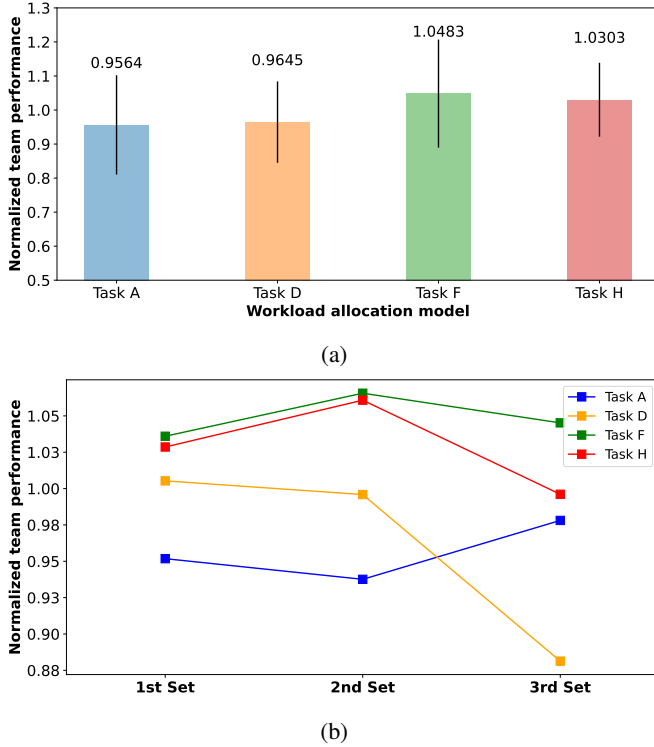 1.3
1.2
1.1
1.0
0.9
0.8
0.7
0.6
0.5
Normalized team performance
0.9564
0.9645
1.0483
1.0303
Task A Task D Task F Task H
Workload allocation model
(a)
1.05
1.03
1.00
0.98
0.95
0.93
0.90
0.88
Normalized team performance
Task A
Task D
Task F
Task H
1st Set 2nd Set 3rd Set
(b)